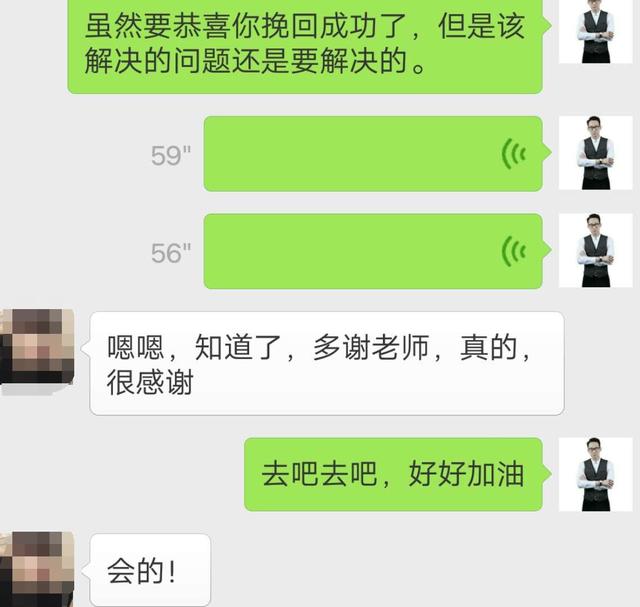 虽然要恭喜你挽回成功了，但是该
解决的问题还是要解决的。
59"
56"
嗯嗯，知道了，多谢老师，真的，
很感谢
去吧去吧，好好加油
会的！